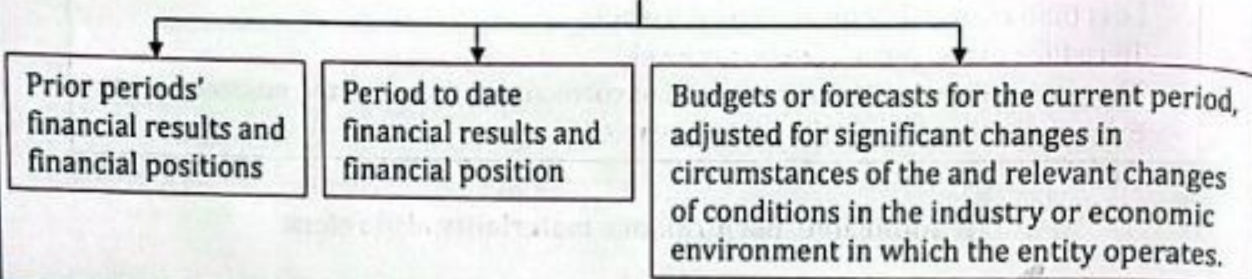 Prior periods'
financial results and
financial positions
Period to date
financial results and
financial position
Budgets or forecasts for the current period,
adjusted for significant changes in
circumstances of the and relevant changes
of conditions in the industry or economic
environment in which the entity operates.